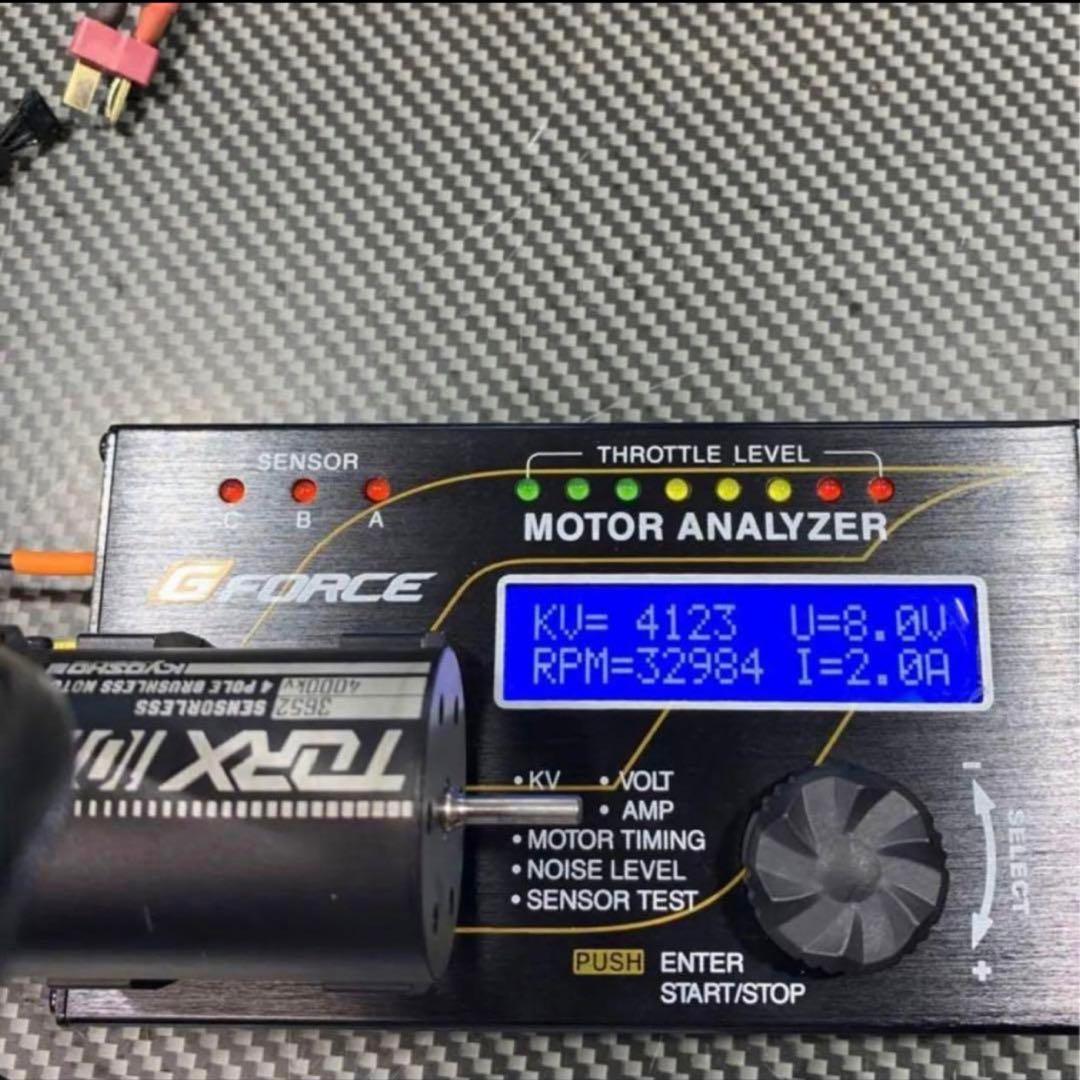 SENSOR
C B A
THROTTLE LEVEL
MOTOR ANALYZER
G FORCE
KV= 4123 U=8.0V
RPM=32984 I=2.0A
• KV • VOLT
• AMP
• MOTOR TIMING
• NOISE LEVEL
• SENSOR TEST
PUSH ENTER
START/STOP
− SELECT +
TORX
SENSORLESS 3652
4 POLE BRUSHLESS 4000kv
KYOSHO